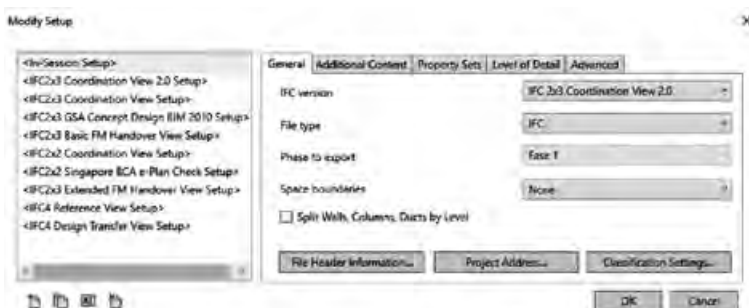 Modify Setup
<In-Session Setup>
<IFC2x3 Coordination View 2.0 Setup>
<IFC2x3 Coordination View Setup>
<IFC2x3 GSA Concept Design BIM 2010 Setup>
<IFC2x3 Basic FM Handover View Setup>
<IFC2x2 Coordination View Setup>
<IFC2x2 Singapore BCA e-Plan Check Setup>
<IFC2x3 Extended FM Handover View Setup>
<IFC4 Reference View Setup>
<IFC4 Design Transfer View Setup>
General Additional Content Property Sets Level of Detail Advanced
IFC version IFC 2x3 Coordination View 2.0
File type IFC
Phase to export Fase 1
Space boundaries None
Split Walls, Columns, Ducts by Level
File Header Information... Project Address... Classification Settings...
OK Cancel